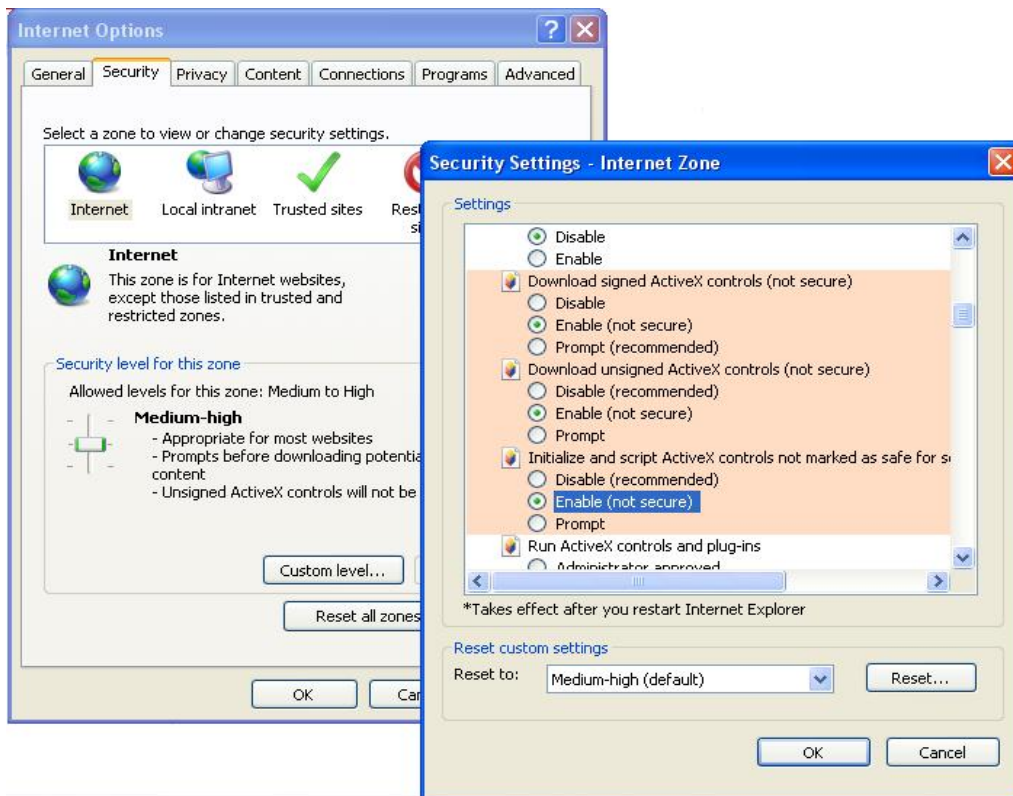 Internet Options
General Security Privacy Content Connections Programs Advanced
Select a zone to view or change security settings.
Internet Local intranet Trusted sites
Internet
This zone is for Internet websites,
except those listed in trusted and
restricted zones.
Security level for this zone
Allowed levels for this zone: Medium to High
Medium-high
- Appropriate for most websites
- Prompts before downloading
content
- Unsigned ActiveX controls will not be
Custom level...
Reset all zones
OK
Security Settings - Internet Zone
Settings
Disable
Enable
Download signed ActiveX controls (not secure)
Disable
Enable (not secure)
Prompt (recommended)
Download unsigned ActiveX controls (not secure)
Disable (recommended)
Enable (not secure)
Prompt
Initialize and script ActiveX controls not marked as safe for
Disable (recommended)
Enable (not secure)
Prompt
Run ActiveX controls and plug-ins
Administrator approved
*Takes effect after you restart Internet Explorer
Reset custom settings
Reset to: Medium-high (default) Reset...
OK Cancel